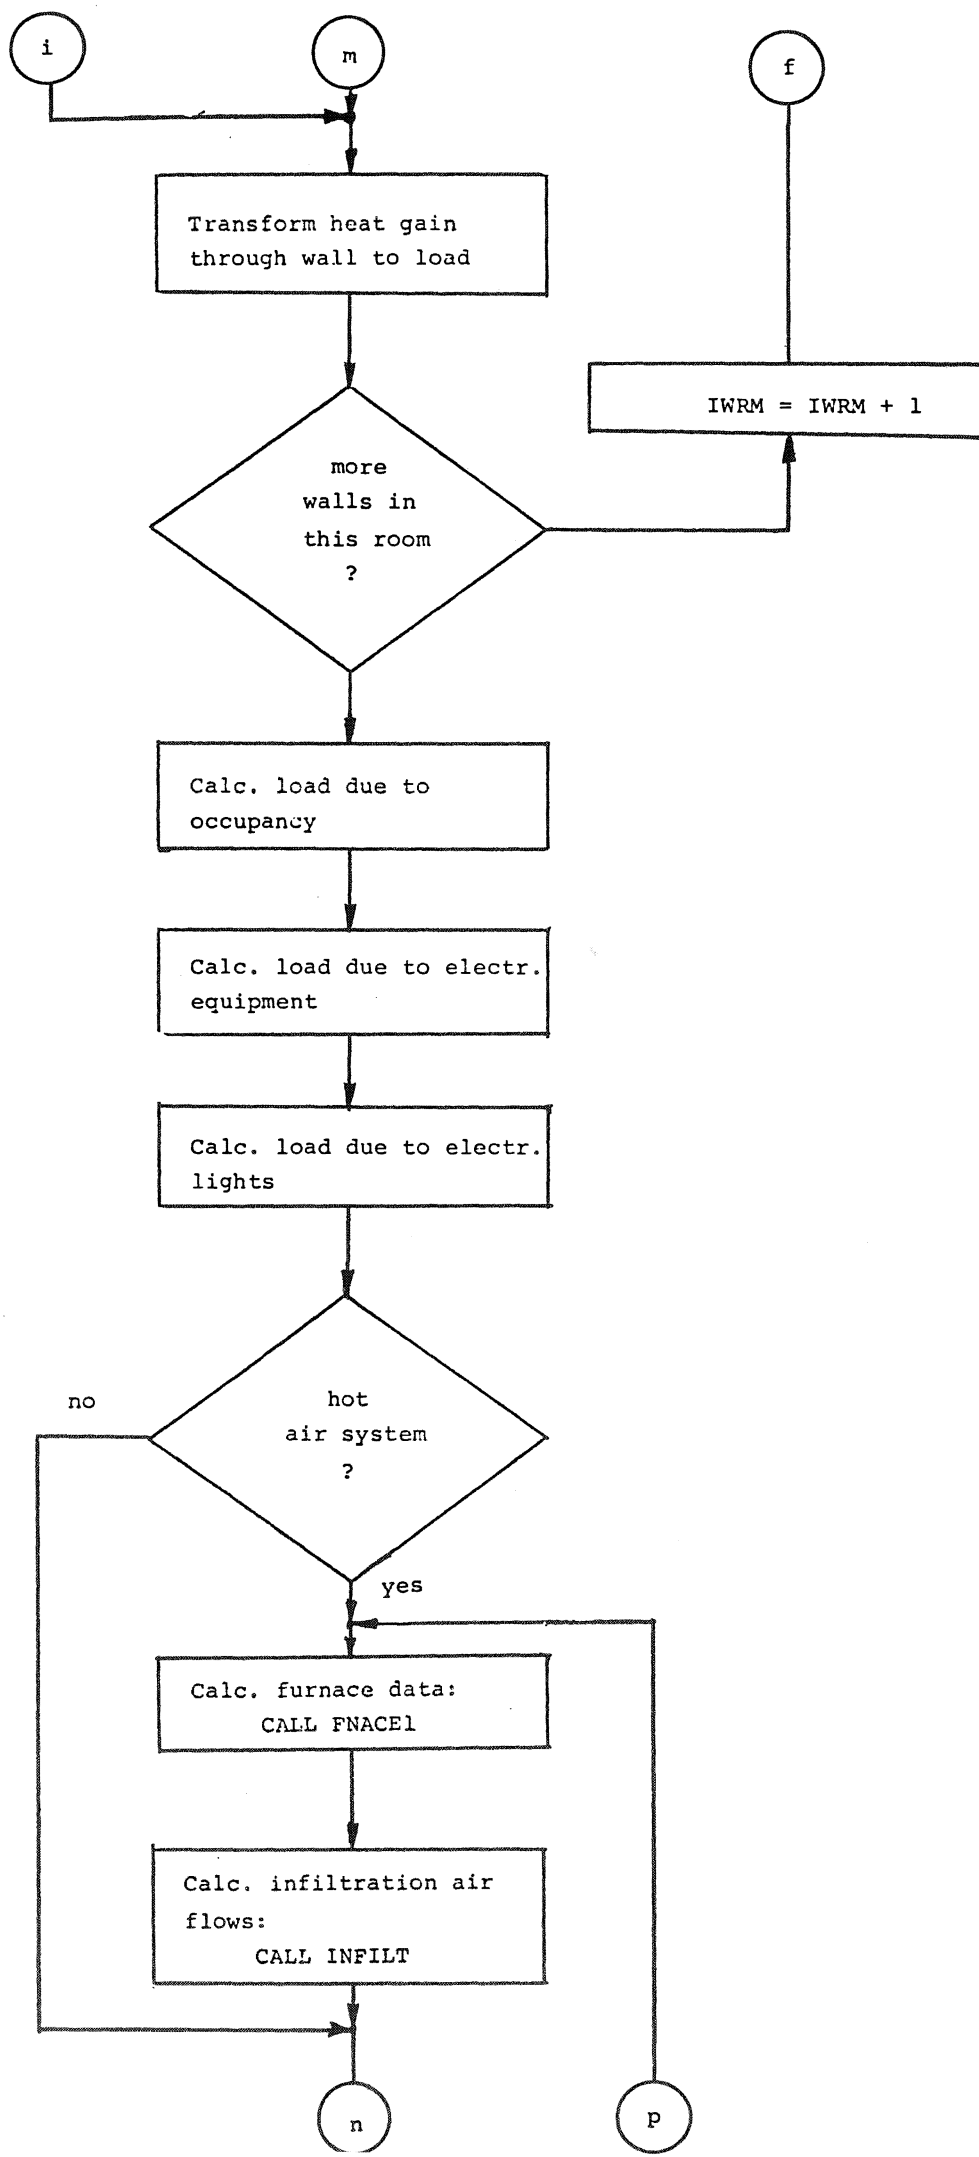 i
m
f
Transform heat gain
through wall to load
IWRM = IWRM + 1
more
walls in
this room
?
Calc. load due to
occupancy
Calc. load due to electr.
equipment
Calc. load due to electr.
lights
no
hot
air system
?
yes
Calc. furnace data:
CALL FNACE1
Calc. infiltration air
flows:
CALL INFILT
n
p